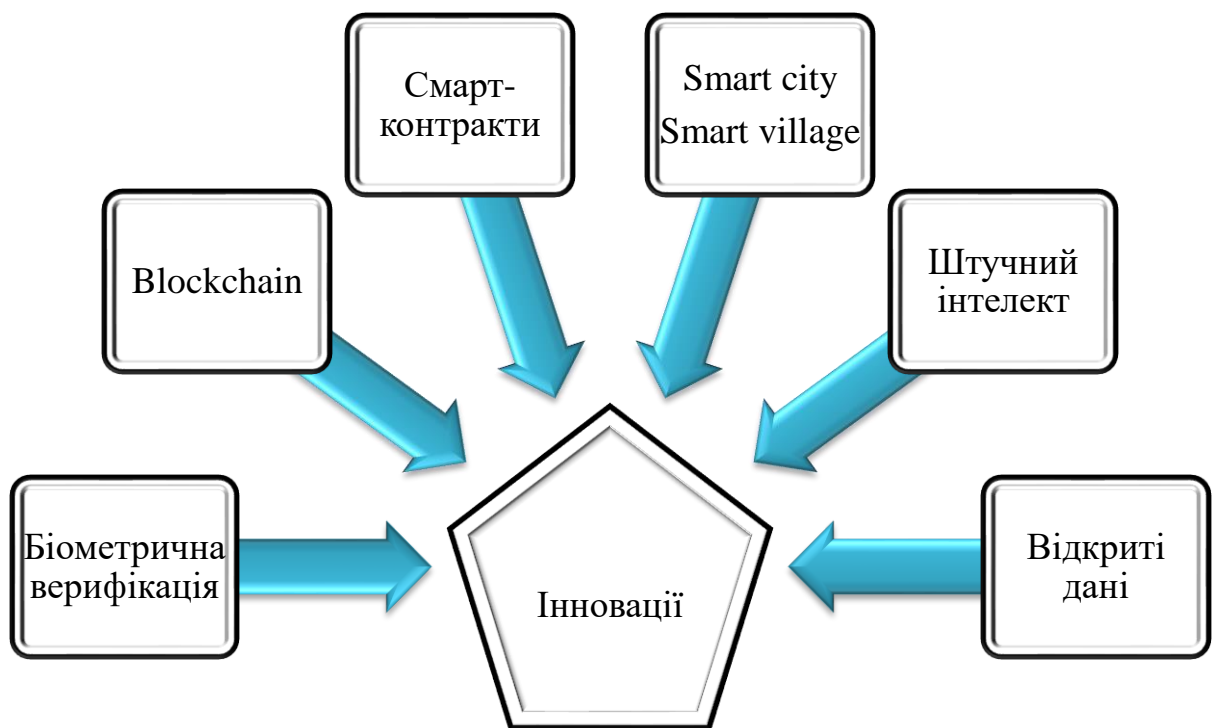 Смарт-
контракти
Smart city
Smart village
Blockchain
Штучний
інтелект
Біометрична
верифікація
Інновації
Відкриті
дані